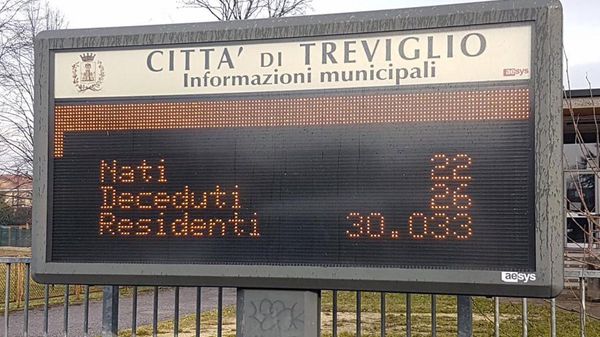 CITTA' DI TREVIGLIO
Informazioni municipali
aesys
Nati 22
Deceduti 26
Residenti 30.033
aesys